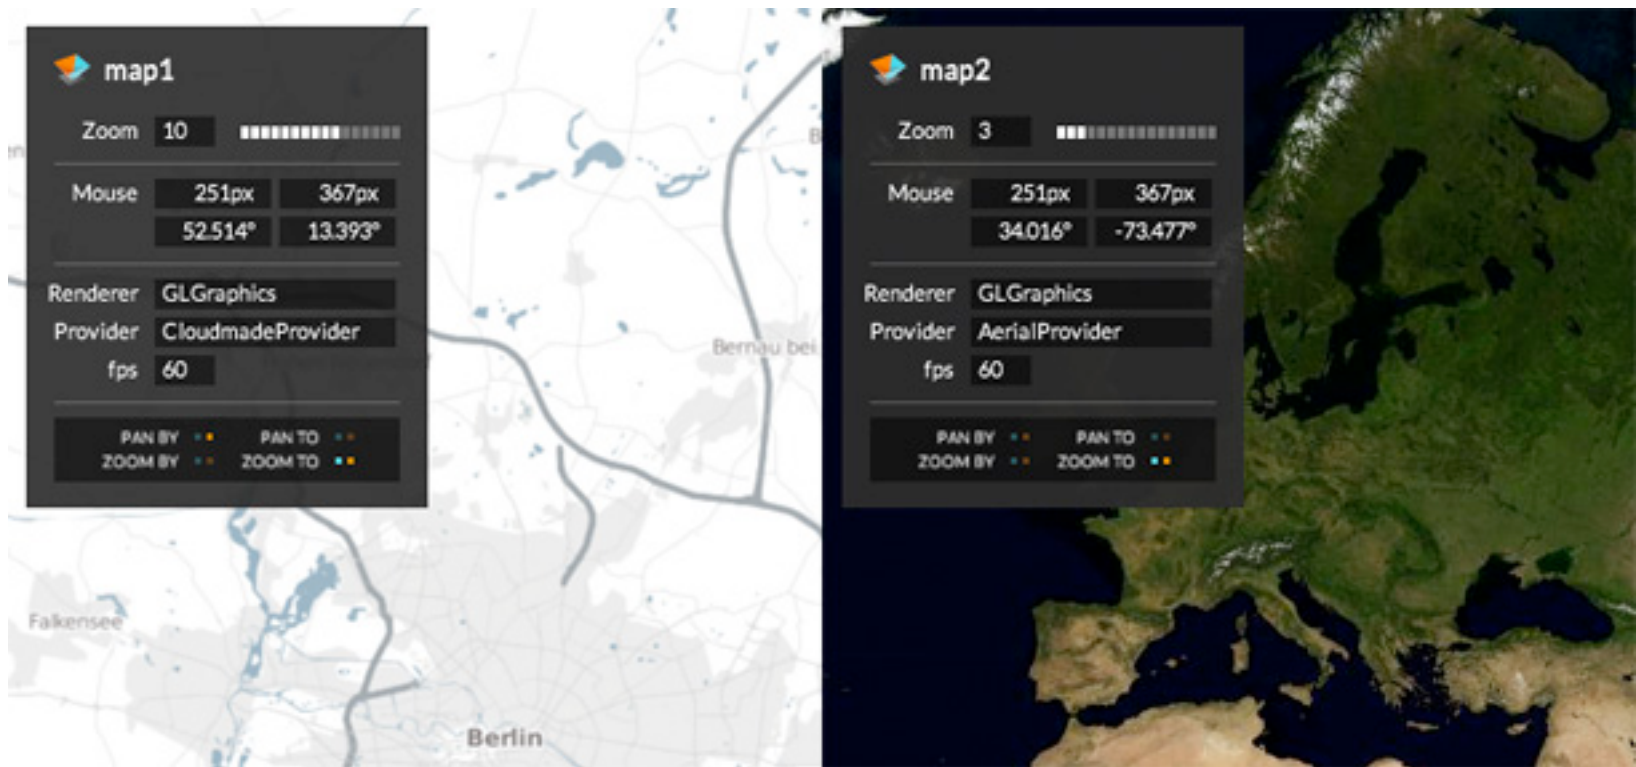 map1
Zoom 10
Mouse 251px 367px
52.514° 13.393°
Renderer GLGraphics
Provider CloudmadeProvider
fps 60
PAN BY PAN TO
ZOOM BY ZOOM TO
Bernau bei
Falkensee
Berlin
map2
Zoom 3
Mouse 251px 367px
34.016° -73.477°
Renderer GLGraphics
Provider AerialProvider
fps 60
PAN BY PAN TO
ZOOM BY ZOOM TO